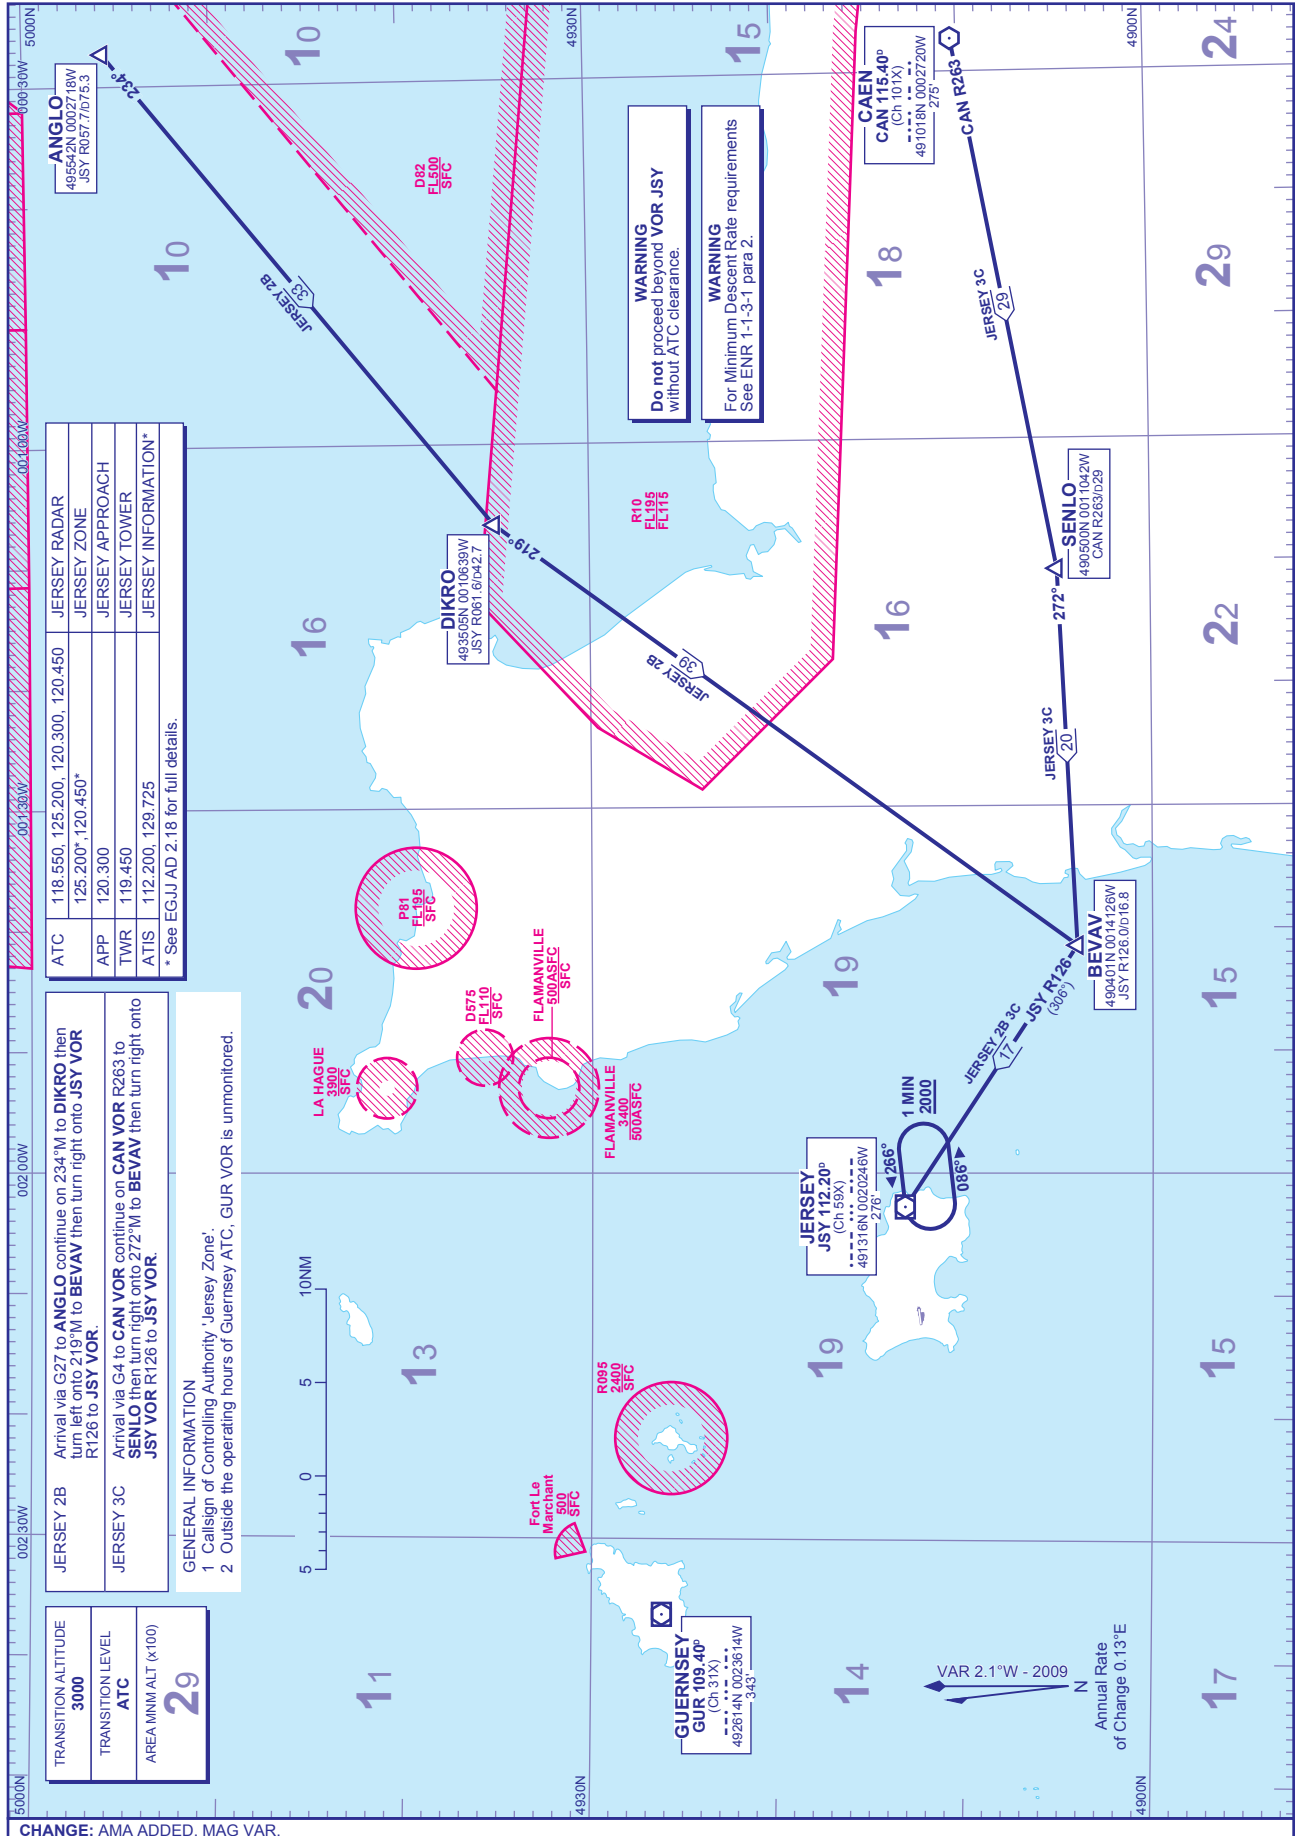 TRANSITION ALTITUDE
3000
TRANSITION LEVEL
ATC
AREA MNM ALT (x100)
29
JERSEY 2B
Arrival via G27 to ANGLO continue on 234°M to DIKRO then
turn left onto 219°M to BEVAV then turn right onto JSY VOR
R126 to JSY VOR.
JERSEY 3C
Arrival via G4 to CAN VOR continue on CAN VOR R263 to
SENLO then turn right onto 272°M to BEVAV then turn right onto
JSY VOR R126 to JSY VOR.
GENERAL INFORMATION
1 Callsign of Controlling Authority 'Jersey Zone'.
2 Outside the operating hours of Guernsey ATC, GUR VOR is unmonitored.
ATC 118.550, 125.200, 120.300, 120.450 JERSEY RADAR
125.200*,120.450* JERSEY ZONE
APP 120.300 JERSEY APPROACH
TWR 119.450 JERSEY TOWER
ATIS 112.200, 129.725 JERSEY INFORMATION*
* See EGJJ AD 2.18 for full details.
ANGLO
495542N 0002718W
JSY R057.7/D75.3
5000N
00230W
00200W
00130W
00100W
00030W
5000N
234°
JERSEY 2B
33
10
10
D82
FL500
SFC
5 0 5 10NM
11
13
20
16
LA HAGUE
3900
SFC
P81
FL195
SFC
D575
FL110
SFC
FLAMANVILLE
500ASFC
SFC
FLAMANVILLE
3400
500ASFC
DIKRO
493505N 0010639W
JSY R061.6/D42.7
219°
4930N
4930N
Fort Le
Marchant
500
SFC
R095
2400
SFC
R10
FL195
FL115
JERSEY 2B
39
WARNING
Do not proceed beyond VOR JSY
without ATC clearance.
WARNING
For Minimum Descent Rate requirements
See ENR 1-1-3-1 para 2.
15
GUERNSEY
GUR 109.40ᴰ
(Ch 31X)
492614N 0023614W
343'
JERSEY
JSY 112.20ᴰ
(Ch 59X)
491316N 0020246W
276'
266°
086°
1 MIN
2000
CAEN
CAN 115.40ᴰ
(Ch 101X)
491018N 0002720W
275'
CAN R263
14
19
19
16
18
JERSEY 3C
29
JERSEY 2B 3C
17
JSY R126
(306°)
JERSEY 3C
20
272°
SENLO
490500N 0011042W
CAN R263/D29
BEVAV
490401N 0014126W
JSY R126.0/D16.8
VAR 2.1°W - 2009
N
Annual Rate
of Change 0.13°E
4900N
4900N
17
15
15
22
29
24
CHANGE: AMA ADDED. MAG VAR.